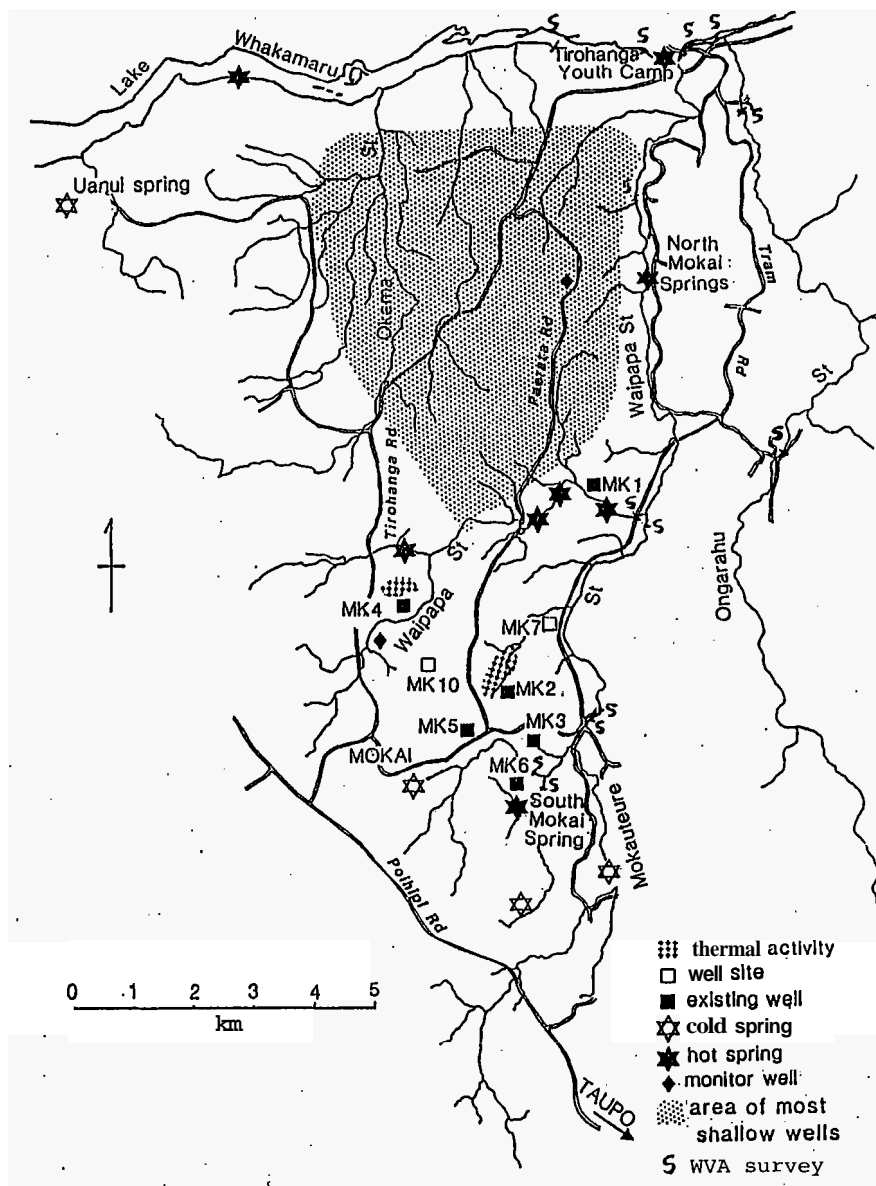 Lake
Whakamaru
Tirohanga
Youth Camp
St
Uanui spring
Okema
North
Mokai
Springs
Tram
Rd
Paerata Rd
Waipapa St
St
Tirohanga Rd
MK1
St
Ongarahu
MK4
Waipapa
MK7
St
MK10
MK2
MK5
MK3
MOKAI
MK6
South
Mokai
Spring
Mokauteure
Poihipi Rd
thermal activity
well site
existing well
cold spring
hot spring
monitor well
area of most
shallow wells
S WVA survey
0 1 2 3 4 5
km
TAUPO